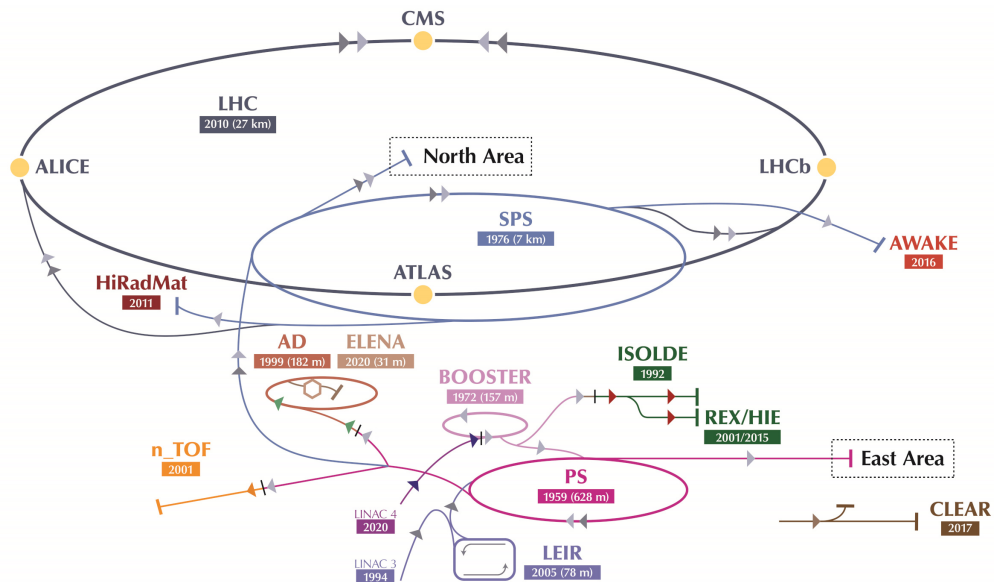 CMS
LHC
2010 (27 km)
North Area
ALICE
LHCb
SPS
1976 (7 km)
AWAKE
2016
ATLAS
HiRadMat
2011
AD
1999 (182 m)
ELENA
2020 (31 m)
ISOLDE
1992
BOOSTER
1972 (157 m)
REX/HIE
2001/2015
n_TOF
2001
East Area
PS
1959 (628 m)
LINAC 4
2020
CLEAR
2017
LEIR
2005 (78 m)
LINAC 3
1994